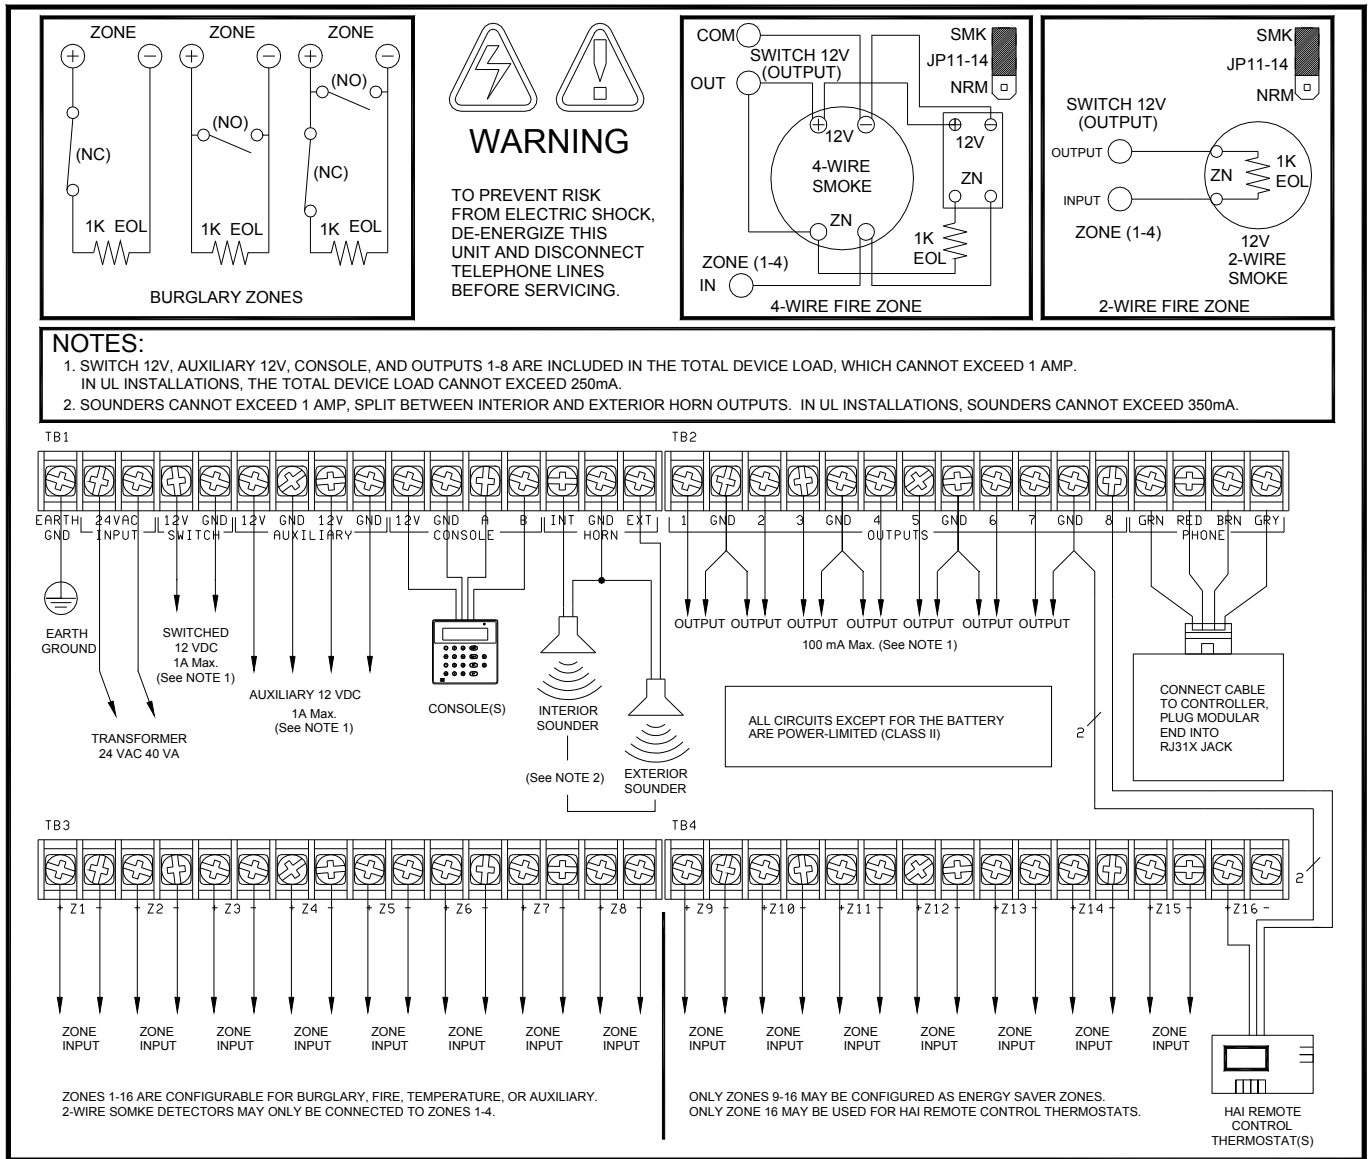 ZONE ZONE ZONE
+ - + - + -
(NO)
(NO)
(NC)
(NC)
1K EOL 1K EOL 1K EOL
BURGLARY ZONES
WARNING
TO PREVENT RISK
FROM ELECTRIC SHOCK,
DE-ENERGIZE THIS
UNIT AND DISCONNECT
TELEPHONE LINES
BEFORE SERVICING.
COM
SWITCH 12V
(OUTPUT)
OUT
SMK
JP11-14
NRM
+ - + -
12V 12V
4-WIRE
SMOKE
ZN
ZN
1K
EOL
ZONE (1-4)
IN
4-WIRE FIRE ZONE
SMK
JP11-14
NRM
SWITCH 12V
(OUTPUT)
OUTPUT
1K
EOL
ZN
INPUT
ZONE (1-4)
12V
2-WIRE
SMOKE
2-WIRE FIRE ZONE
NOTES:
1. SWITCH 12V, AUXILIARY 12V, CONSOLE, AND OUTPUTS 1-8 ARE INCLUDED IN THE TOTAL DEVICE LOAD, WHICH CANNOT EXCEED 1 AMP.
IN UL INSTALLATIONS, THE TOTAL DEVICE LOAD CANNOT EXCEED 250mA.
2. SOUNDERS CANNOT EXCEED 1 AMP, SPLIT BETWEEN INTERIOR AND EXTERIOR HORN OUTPUTS. IN UL INSTALLATIONS, SOUNDERS CANNOT EXCEED 350mA.
TB1 TB2
EARTH 24VAC 12V GND 12V GND 12V GND 12V GND A B INT GND EXT 1 GND 2 3 GND 4 5 GND 6 7 GND 8 GRN RED BRN GRY
GND INPUT SWITCH AUXILIARY CONSOLE HORN OUTPUTS PHONE
EARTH
GROUND
TRANSFORMER
24 VAC 40 VA
SWITCHED
12 VDC
1A Max.
(See NOTE 1)
AUXILIARY 12 VDC
1A Max.
(See NOTE 1)
CONSOLE(S)
INTERIOR
SOUNDER
(See NOTE 2)
EXTERIOR
SOUNDER
OUTPUT OUTPUT OUTPUT OUTPUT OUTPUT OUTPUT OUTPUT
100 mA Max. (See NOTE 1)
ALL CIRCUITS EXCEPT FOR THE BATTERY
ARE POWER-LIMITED (CLASS II)
2
CONNECT CABLE
TO CONTROLLER,
PLUG MODULAR
END INTO
RJ31X JACK
TB3 TB4
2
+ Z1 - + Z2 - + Z3 - + Z4 - + Z5 - + Z6 - + Z7 - + Z8 - + Z9 - +Z10 - +Z11 - +Z12 - +Z13 - +Z14 - +Z15 - +Z16 -
ZONE ZONE ZONE ZONE ZONE ZONE ZONE ZONE ZONE ZONE ZONE ZONE ZONE ZONE ZONE
INPUT INPUT INPUT INPUT INPUT INPUT INPUT INPUT INPUT INPUT INPUT INPUT INPUT INPUT INPUT
ZONES 1-16 ARE CONFIGURABLE FOR BURGLARY, FIRE, TEMPERATURE, OR AUXILIARY.
2-WIRE SOMKE DETECTORS MAY ONLY BE CONNECTED TO ZONES 1-4.
ONLY ZONES 9-16 MAY BE CONFIGURED AS ENERGY SAVER ZONES.
ONLY ZONE 16 MAY BE USED FOR HAI REMOTE CONTROL THERMOSTATS.
HAI REMOTE
CONTROL
THERMOSTAT(S)